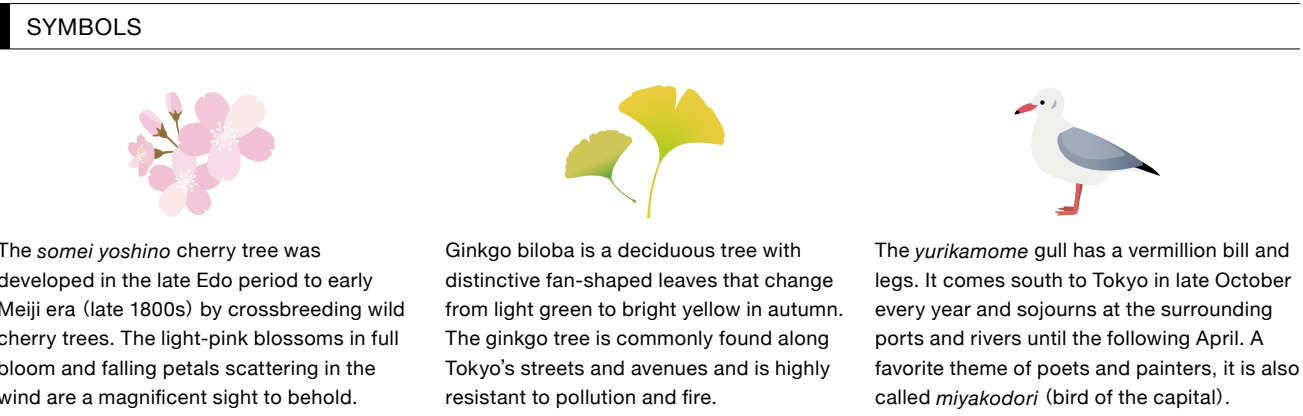 SYMBOLS
The somei yoshino cherry tree was
developed in the late Edo period to early
Meiji era (late 1800s) by crossbreeding wild
cherry trees. The light-pink blossoms in full
bloom and falling petals scattering in the
wind are a magnificent sight to behold.
Ginkgo biloba is a deciduous tree with
distinctive fan-shaped leaves that change
from light green to bright yellow in autumn.
The ginkgo tree is commonly found along
Tokyo's streets and avenues and is highly
resistant to pollution and fire.
The yurikamome gull has a vermillion bill and
legs. It comes south to Tokyo in late October
every year and sojourns at the surrounding
ports and rivers until the following April. A
favorite theme of poets and painters, it is also
called miyakodori (bird of the capital).